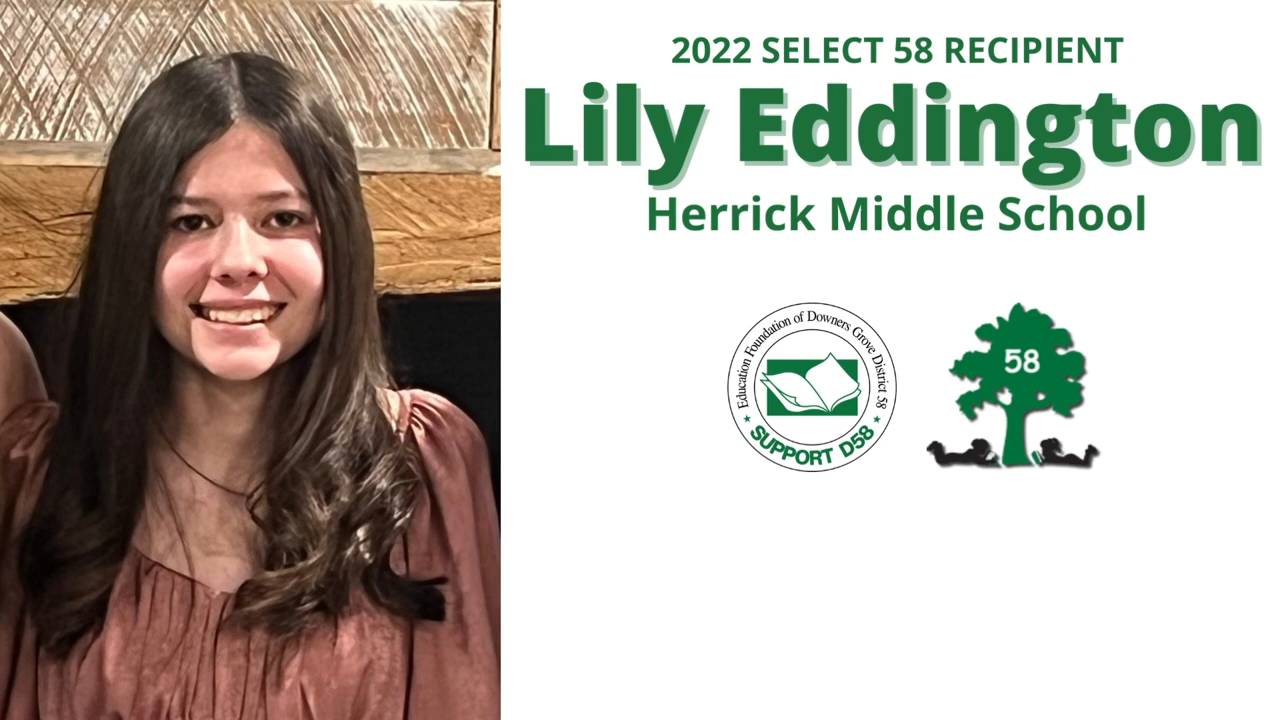 2022 SELECT 58 RECIPIENT
Lily Eddington
Herrick Middle School
Education Foundation of Downers Grove District 58
SUPPORT D58
58